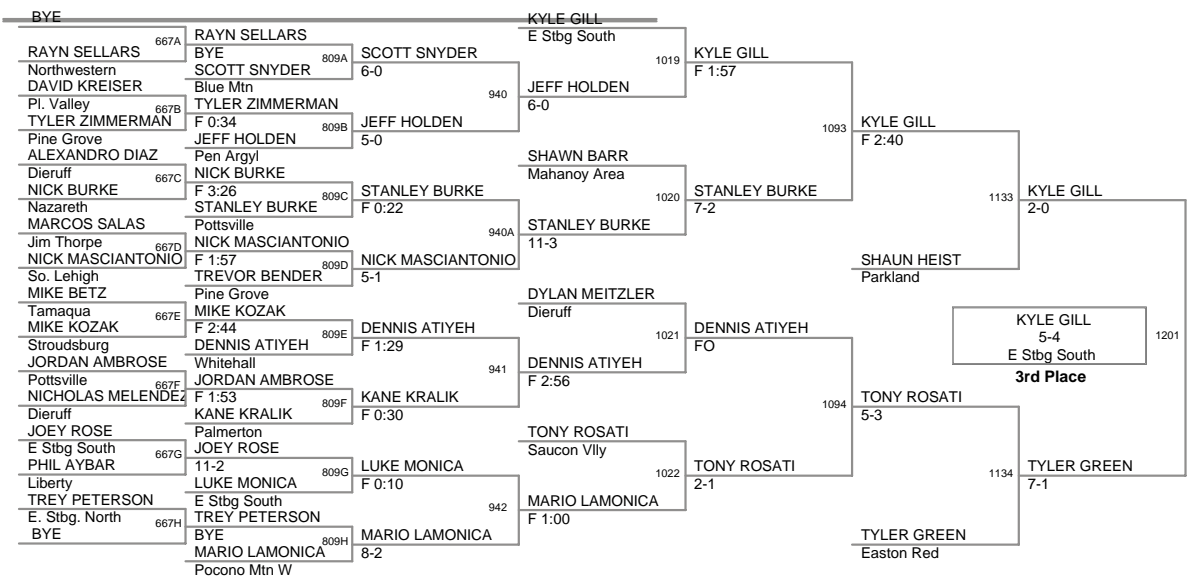 BYE
667A
RAYN SELLARS
Northwestern
DAVID KREISER
Pl. Valley
667B
TYLER ZIMMERMAN
Pine Grove
ALEXANDRO DIAZ
Dieruff
667C
NICK BURKE
Nazareth
MARCOS SALAS
Jim Thorpe
667D
NICK MASCIANTONIO
So. Lehigh
MIKE BETZ
Tamaqua
667E
MIKE KOZAK
Stroudsburg
JORDAN AMBROSE
Pottsville
667F
NICHOLAS MELENDEZ
Dieruff
JOEY ROSE
E Stbg South
667G
PHIL AYBAR
Liberty
TREY PETERSON
E. Stbg. North
667H
BYE
RAYN SELLARS
BYE
809A
SCOTT SNYDER
Blue Mtn
TYLER ZIMMERMAN
F 0:34
809B
JEFF HOLDEN
Pen Argyl
NICK BURKE
F 3:26
809C
STANLEY BURKE
Pottsville
NICK MASCIANTONIO
F 1:57
809D
TREVOR BENDER
Pine Grove
MIKE KOZAK
F 2:44
809E
DENNIS ATIYEH
Whitehall
JORDAN AMBROSE
F 1:53
809F
KANE KRALIK
Palmerton
JOEY ROSE
11-2
809G
LUKE MONICA
E Stbg South
TREY PETERSON
BYE
809H
MARIO LAMONICA
Pocono Mtn W
SCOTT SNYDER
6-0
940
JEFF HOLDEN
5-0
STANLEY BURKE
F 0:22
940A
NICK MASCIANTONIO
5-1
DENNIS ATIYEH
F 1:29
941
KANE KRALIK
F 0:30
LUKE MONICA
F 0:10
942
MARIO LAMONICA
8-2
KYLE GILL
E Stbg South
1019
JEFF HOLDEN
6-0
SHAWN BARR
Mahanoy Area
1020
STANLEY BURKE
11-3
DYLAN MEITZLER
Dieruff
1021
DENNIS ATIYEH
F 2:56
TONY ROSATI
Saucon Vlly
1022
MARIO LAMONICA
F 1:00
KYLE GILL
F 1:57
1093
STANLEY BURKE
7-2
DENNIS ATIYEH
FO
1094
TONY ROSATI
2-1
KYLE GILL
F 2:40
1133
SHAUN HEIST
Parkland
TONY ROSATI
5-3
1134
TYLER GREEN
Easton Red
KYLE GILL
2-0
1201
TYLER GREEN
7-1
KYLE GILL
5-4
E Stbg South
3rd Place